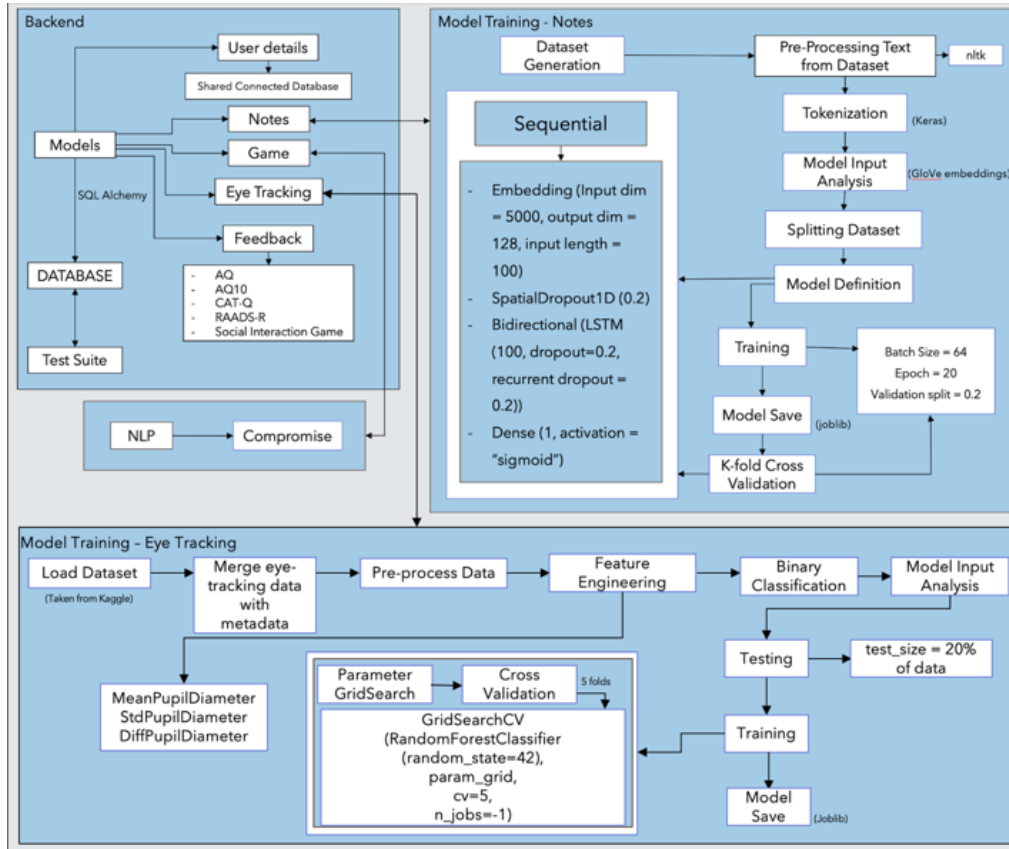 Backend
User details
Shared Connected Database
Notes
Models
Game
SQL Alchemy
Eye Tracking
Feedback
DATABASE
- AQ
- AQ10
- CAT-Q
- RAADS-R
- Social Interaction Game
Test Suite
NLP
Compromise
Model Training - Notes
Dataset
Generation
Pre-Processing Text
from Dataset
nltk
Tokenization
(Keras)
Model Input
Analysis
(GloVe embeddings)
Splitting Dataset
Model Definition
Sequential
- Embedding (Input dim
= 5000, output dim =
128, input length =
100)
- SpatialDropout1D (0.2)
- Bidirectional (LSTM
(100, dropout=0.2,
recurrent dropout =
0.2))
- Dense (1, activation =
"sigmoid")
Training
Batch Size = 64
Epoch = 20
Validation split = 0.2
Model Save
(joblib)
K-fold Cross
Validation
Model Training – Eye Tracking
Load Dataset
(Taken from Kaggle)
Merge eye-
tracking data
with
metadata
Pre-process Data
Feature
Engineering
Binary
Classification
Model Input
Analysis
MeanPupilDiameter
StdPupilDiameter
DiffPupilDiameter
Parameter
GridSearch
Cross
Validation
5 folds
GridSearchCV
(RandomForestClassifier
(random_state=42),
param_grid,
cv=5,
n_jobs=-1)
Testing
test_size = 20%
of data
Training
Model
Save
(Joblib)